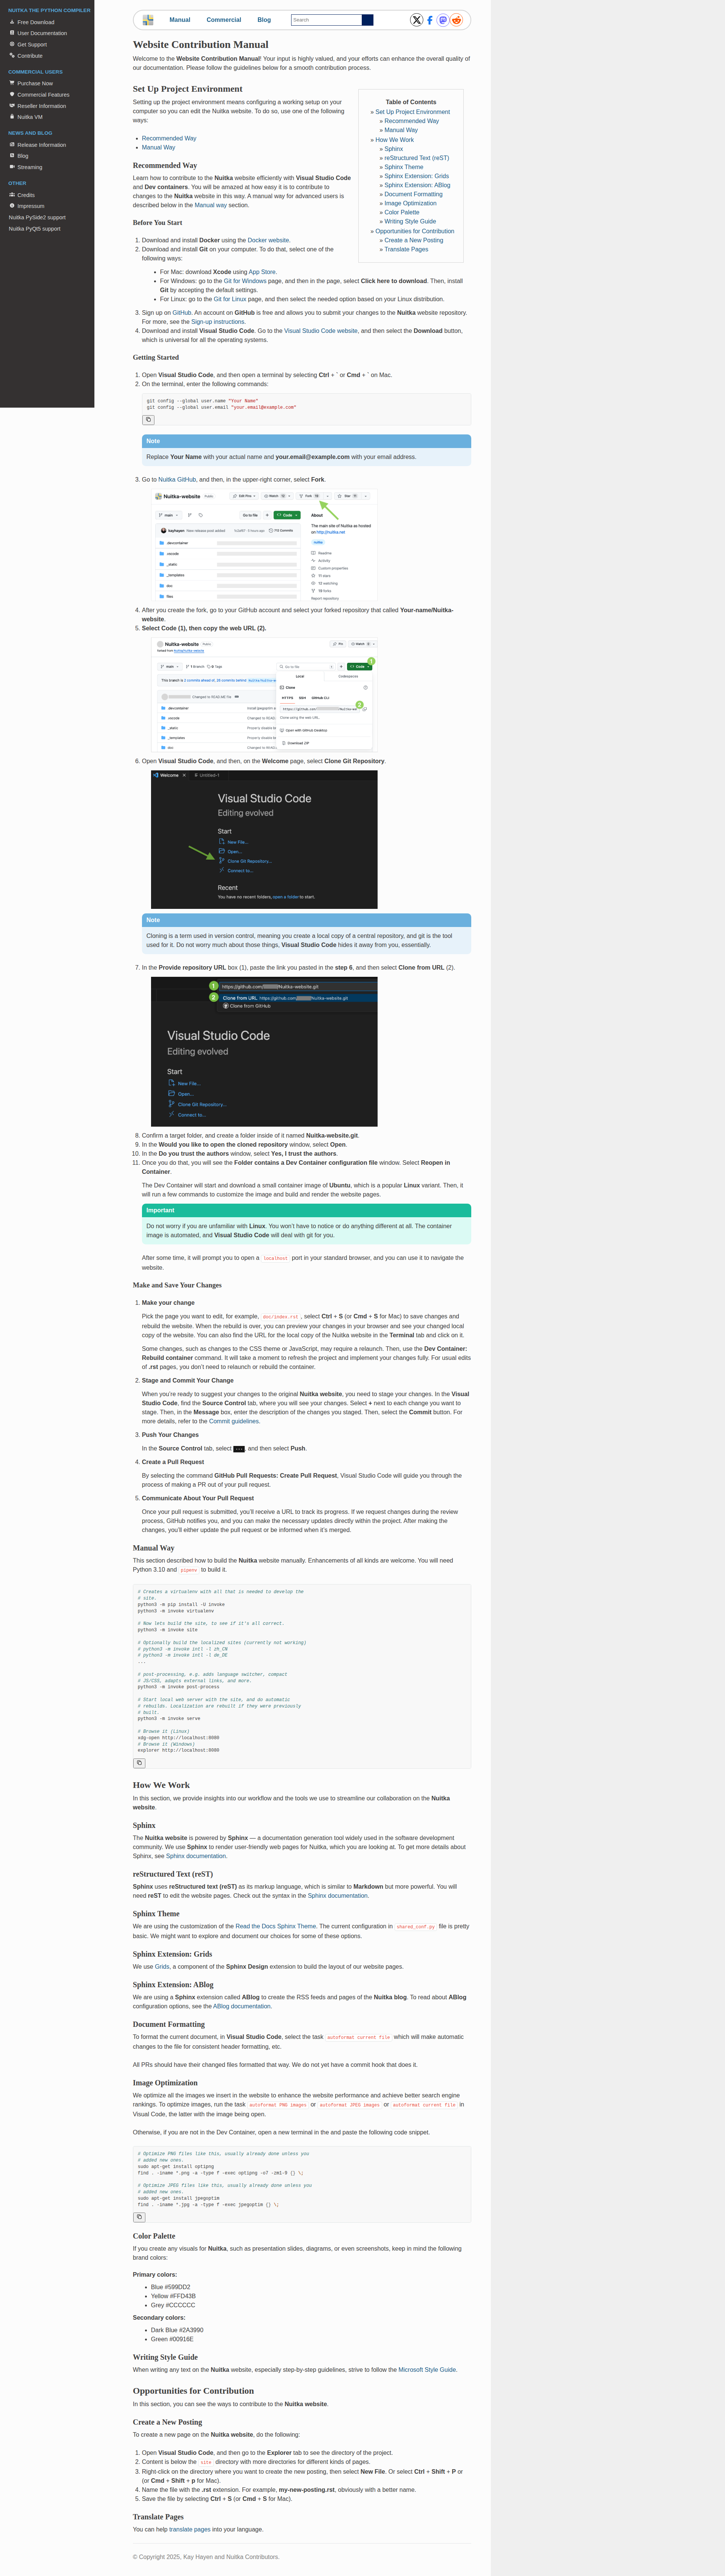 NUIITKA THE PYTHON COMPILER
Free Download
User Documentation
Get Support
Contribute
COMMERCIAL USERS
Purchase Now
Commercial Features
Reseller Information
Nuitka VM
NEWS AND BLOG
Release Information
Blog
Streaming
OTHER
Credits
Impressum
Nuitka PySide2 support
Nuitka PyQt5 support
Manual
Commercial
Blog
Search
Website Contribution Manual
Welcome to the Website Contribution Manual! Your input is highly valued, and your efforts can enhance the overall quality of
our documentation. Please follow the guidelines below for a smooth contribution process.
Set Up Project Environment
Setting up the project environment means configuring a working setup on your
computer so you can edit the Nuitka website. To do so, use one of the following
ways:
Recommended Way
Manual Way
Table of Contents
» Set Up Project Environment
» Recommended Way
» Manual Way
» How We Work
» Sphinx
» reStructured Text (reST)
» Sphinx Theme
» Sphinx Extension: Grids
» Sphinx Extension: ABlog
» Document Formatting
» Image Optimization
» Color Palette
» Writing Style Guide
» Opportunities for Contribution
» Create a New Posting
» Translate Pages
Recommended Way
Learn how to contribute to the Nuitka website efficiently with Visual Studio Code
and Dev containers. You will be amazed at how easy it is to contribute to
changes to the Nuitka website in this way. A manual way for advanced users is
described below in the Manual way section.
Before You Start
1. Download and install Docker using the Docker website.
2. Download and install Git on your computer. To do that, select one of the
following ways:
For Mac: download Xcode using App Store.
For Windows: go to the Git for Windows page, and then in the page, select Click here to download. Then, install
Git by accepting the default settings.
For Linux: go to the Git for Linux page, and then select the needed option based on your Linux distribution.
3. Sign up on GitHub. An account on GitHub is free and allows you to submit your changes to the Nuitka website repository.
For more, see the Sign-up instructions.
4. Download and install Visual Studio Code. Go to the Visual Studio Code website, and then select the Download button,
which is universal for all the operating systems.
Getting Started
1. Open Visual Studio Code, and then open a terminal by selecting Ctrl + ` or Cmd + ` on Mac.
2. On the terminal, enter the following commands:
git config --global user.name "Your Name"
git config --global user.email "your.email@example.com"
Note
Replace Your Name with your actual name and your.email@example.com with your email address.
3. Go to Nuitka GitHub, and then, in the upper-right corner, select Fork.
Nuitka-website Public
Edit Pins
Watch
Fork
Star
main
Go to file
Code
About
The main site of Nuitka as hosted
on http://nuitka.net
kayhayen New release post added
712 Commits
.devcontainer
.vscode
_static
_templates
doc
files
nuitka
Readme
Activity
Custom properties
11 stars
10 watching
18 forks
Report repository
4. After you create the fork, go to your GitHub account and select your forked repository that called Your-name/Nuitka-
website.
5. Select Code (1), then copy the web URL (2).
Nuitka-website Public
Pin
Watch
main
1 Branch
0 Tags
Go to file
Code
1
Local
Codespaces
Clone
HTTPS SSH GitHub CLI
2
Clone using the web URL.
Open with GitHub Desktop
Download ZIP
Changed to README file
.devcontainer
.vscode
_static
_templates
doc
6. Open Visual Studio Code, and then, on the Welcome page, select Clone Git Repository.
Welcome
Untitled-1
Visual Studio Code
Editing evolved
Start
New File...
Open...
Clone Git Repository...
Connect to...
Recent
You have no recent folders, open a folder to start.
Note
Cloning is a term used in version control, meaning you create a local copy of a central repository, and git is the tool
used for it. Do not worry much about those things, Visual Studio Code hides it away from you, essentially.
7. In the Provide repository URL box (1), paste the link you pasted in the step 6, and then select Clone from URL (2).
1 https://github.com/ /Nuitka-website.git
2 Clone from URL https://github.com/ /Nuitka-website.git
Clone from GitHub
Visual Studio Code
Editing evolved
Start
New File...
Open...
Clone Git Repository...
Connect to...
8. Confirm a target folder, and create a folder inside of it named Nuitka-website.git.
9. In the Would you like to open the cloned repository window, select Open.
10. In the Do you trust the authors window, select Yes, I trust the authors.
11. Once you do that, you will see the Folder contains a Dev Container configuration file window. Select Reopen in
Container.
The Dev Container will start and download a small container image of Ubuntu, which is a popular Linux variant. Then, it
will run a few commands to customize the image and build and render the website pages.
Important
Do not worry if you are unfamiliar with Linux. You won't have to notice or do anything different at all. The container
image is automated, and Visual Studio Code will deal with git for you.
After some time, it will prompt you to open a localhost port in your standard browser, and you can use it to navigate the
website.
Make and Save Your Changes
1. Make your change
Pick the page you want to edit, for example, doc/index.rst, select Ctrl + S (or Cmd + S for Mac) to save changes and
rebuild the website. When the rebuild is over, you can preview your changes in your browser and see your changed local
copy of the website. You can also find the URL for the local copy of the Nuitka website in the Terminal tab and click on it.
Some changes, such as changes to the CSS theme or JavaScript, may require a relaunch. Then, use the Dev Container:
Rebuild container command. It will take a moment to refresh the project and implement your changes fully. For usual edits
of .rst pages, you don't need to relaunch or rebuild the container.
2. Stage and Commit Your Change
When you're ready to suggest your changes to the original Nuitka website, you need to stage your changes. In the Visual
Studio Code, find the Source Control tab, where you will see your changes. Select + next to each change you want to
stage. Then, in the Message box, enter the description of the changes you staged. Then, select the Commit button. For
more details, refer to the Commit guidelines.
3. Push Your Changes
In the Source Control tab, select ··· and then select Push.
4. Create a Pull Request
By selecting the command GitHub Pull Requests: Create Pull Request, Visual Studio Code will guide you through the
process of making a PR out of your pull request.
5. Communicate About Your Pull Request
Once your pull request is submitted, you'll receive a URL to track its progress. If we request changes during the review
process, GitHub notifies you, and you can make the necessary updates directly within the project. After making the
changes, you'll either update the pull request or be informed when it's merged.
Manual Way
This section described how to build the Nuitka website manually. Enhancements of all kinds are welcome. You will need
Python 3.10 and pipenv to build it.
# Creates a virtualenv with all that is needed to develop the
# site.
python3 -m pip install -U invoke
python3 -m invoke virtualenv
# Now lets build the site, to see if it's all correct.
python3 -m invoke site
# Optionally build the localized sites (currently not working)
# python3 -m invoke intl -l zh_CN
# python3 -m invoke intl -l de_DE
...
# post-processing, e.g. adds language switcher, compact
# JS/CSS, adapts external links, and more.
python3 -m invoke post-process
# Start local web server with the site, and do automatic
# rebuilds. Localization are rebuilt if they were previously
# built.
python3 -m invoke serve
# Browse it (Linux)
xdg-open http://localhost:8080
# Browse it (Windows)
explorer http://localhost:8080
How We Work
In this section, we provide insights into our workflow and the tools we use to streamline our collaboration on the Nuitka
website.
Sphinx
The Nuitka website is powered by Sphinx — a documentation generation tool widely used in the software development
community. We use Sphinx to render user-friendly web pages for Nuitka, which you are looking at. To get more details about
Sphinx, see Sphinx documentation.
reStructured Text (reST)
Sphinx uses reStructured text (reST) as its markup language, which is similar to Markdown but more powerful. You will
need reST to edit the website pages. Check out the syntax in the Sphinx documentation.
Sphinx Theme
We are using the customization of the Read the Docs Sphinx Theme. The current configuration in shared_conf.py file is pretty
basic. We might want to explore and document our choices for some of these options.
Sphinx Extension: Grids
We use Grids, a component of the Sphinx Design extension to build the layout of our website pages.
Sphinx Extension: ABlog
We are using a Sphinx extension called ABlog to create the RSS feeds and pages of the Nuitka blog. To read about ABlog
configuration options, see the ABlog documentation.
Document Formatting
To format the current document, in Visual Studio Code, select the task autoformat current file which will make automatic
changes to the file for consistent header formatting, etc.
All PRs should have their changed files formatted that way. We do not yet have a commit hook that does it.
Image Optimization
We optimize all the images we insert in the website to enhance the website performance and achieve better search engine
rankings. To optimize images, run the task autoformat PNG images or autoformat JPEG images or autoformat current file in
Visual Code, the latter with the image being open.
Otherwise, if you are not in the Dev Container, open a new terminal in the and paste the following code snippet.
# Optimize PNG files like this, usually already done unless you
# added new ones.
sudo apt-get install optipng
find . -iname *.png -a -type f -exec optipng -o7 -zm1-9 {} \;
# Optimize JPEG files like this, usually already done unless you
# added new ones.
sudo apt-get install jpegoptim
find . -iname *.jpg -a -type f -exec jpegoptim {} \;
Color Palette
If you create any visuals for Nuitka, such as presentation slides, diagrams, or even screenshots, keep in mind the following
brand colors:
Primary colors:
Blue #599DD2
Yellow #FFD43B
Grey #CCCCCC
Secondary colors:
Dark Blue #2A3990
Green #00916E
Writing Style Guide
When writing any text on the Nuitka website, especially step-by-step guidelines, strive to follow the Microsoft Style Guide.
Opportunities for Contribution
In this section, you can see the ways to contribute to the Nuitka website.
Create a New Posting
To create a new page on the Nuitka website, do the following:
1. Open Visual Studio Code, and then go to the Explorer tab to see the directory of the project.
2. Content is below the site directory with more directories for different kinds of pages.
3. Right-click on the directory where you want to create the new posting, then select New File. Or select Ctrl + Shift + P or
(or Cmd + Shift + p for Mac).
4. Name the file with the .rst extension. For example, my-new-posting.rst, obviously with a better name.
5. Save the file by selecting Ctrl + S (or Cmd + S for Mac).
Translate Pages
You can help translate pages into your language.
© Copyright 2025, Kay Hayen and Nuitka Contributors.